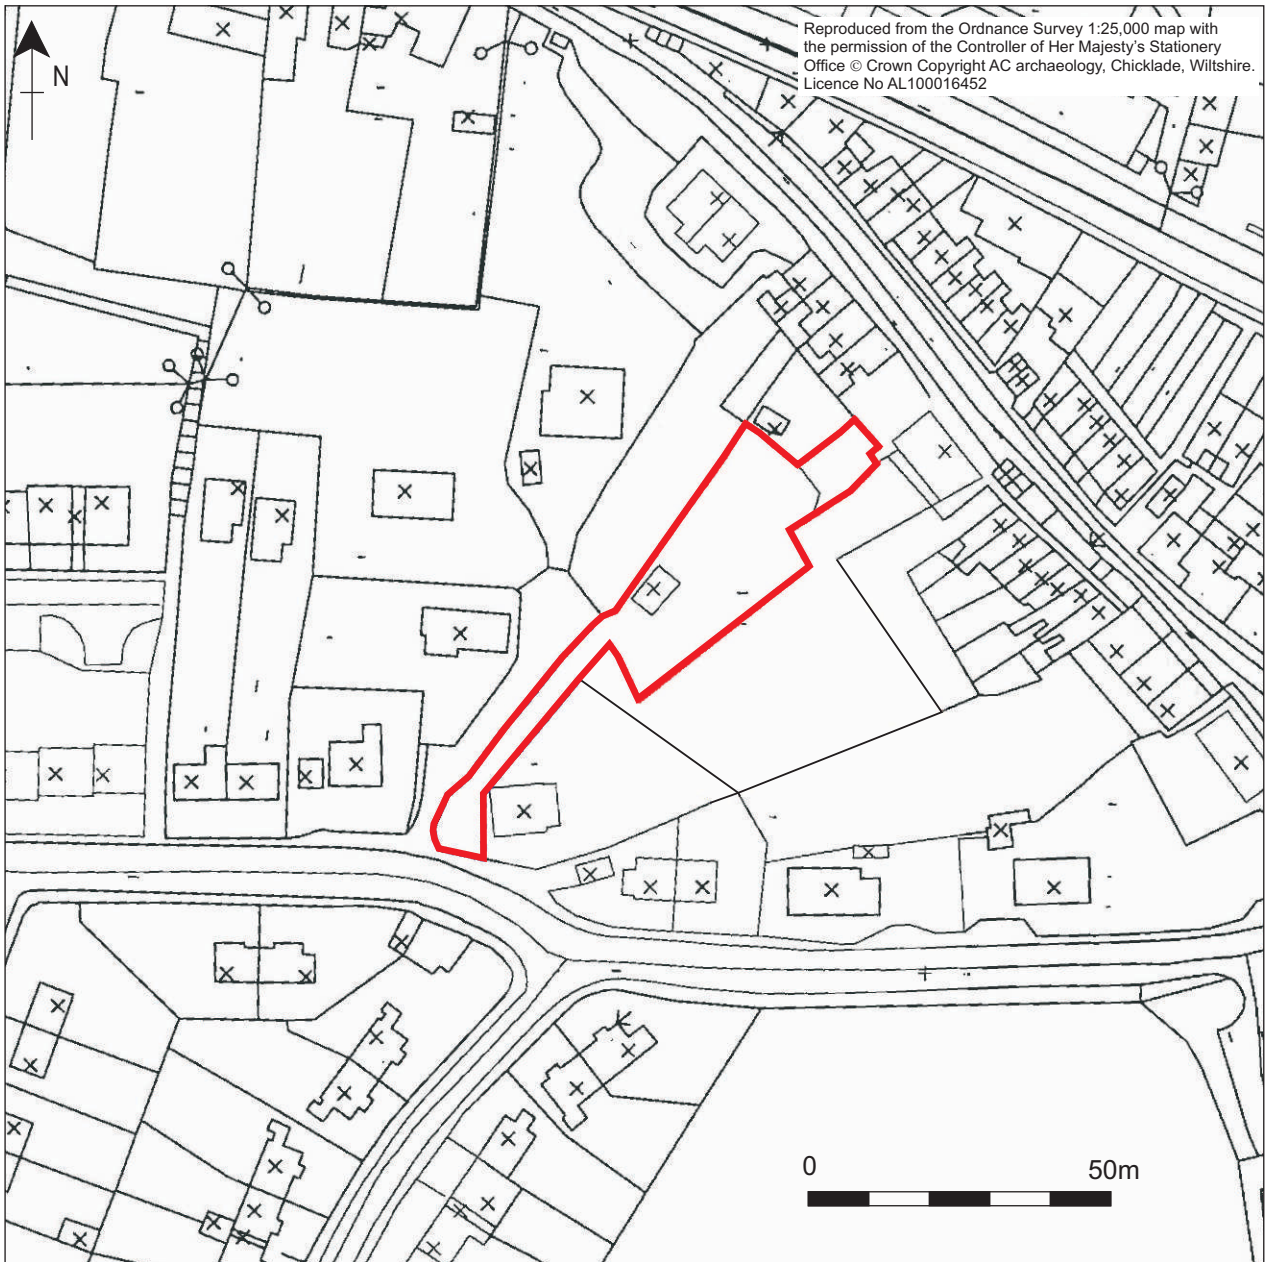 Reproduced from the Ordnance Survey 1:25,000 map with
the permission of the Controller of Her Majesty's Stationery
Office © Crown Copyright AC archaeology, Chicklade, Wiltshire.
Licence No AL100016452
N
0 50m